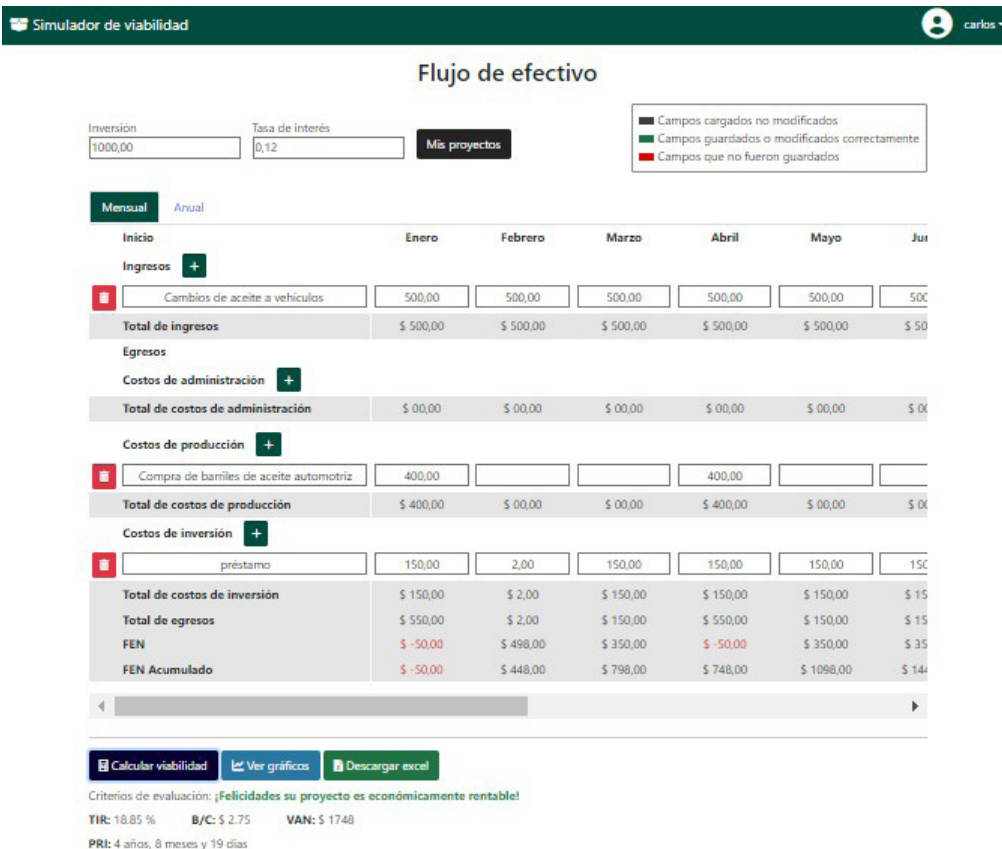 Simulador de viabilidad
carlos
Flujo de efectivo
Inversión
Tasa de interés
1000,00
0,12
Mis proyectos
Campos cargados no modificados
Campos guardados o modificados correctamente
Campos que no fueron guardados
Mensual Anual
Inicio Enero Febrero Marzo Abril Mayo Jun
Ingresos +
Cambios de aceite a vehículos 500,00 500,00 500,00 500,00 500,00 500
Total de ingresos $ 500,00 $ 500,00 $ 500,00 $ 500,00 $ 500,00 $ 50
Egresos
Costos de administración +
Total de costos de administración $ 00,00 $ 00,00 $ 00,00 $ 00,00 $ 00,00 $ 00
Costos de producción +
Compra de barriles de aceite automotriz 400,00 400,00
Total de costos de producción $ 400,00 $ 00,00 $ 00,00 $ 400,00 $ 00,00 $ 00
Costos de inversión +
préstamo 150,00 2,00 150,00 150,00 150,00 150
Total de costos de inversión $ 150,00 $ 2,00 $ 150,00 $ 150,00 $ 150,00 $ 15
Total de egresos $ 550,00 $ 2,00 $ 150,00 $ 550,00 $ 150,00 $ 15
FEN $ -50,00 $ 498,00 $ 350,00 $ -50,00 $ 350,00 $ 35
FEN Acumulado $ -50,00 $ 448,00 $ 798,00 $ 748,00 $ 1098,00 $ 144
Calcular viabilidad Ver gráficos Descargar excel
Criterios de evaluación: ¡Felicidades su proyecto es económicamente rentable!
TIR: 18.85 % B/C: $ 2.75 VAN: $ 1748
PRI: 4 años, 8 meses y 19 días